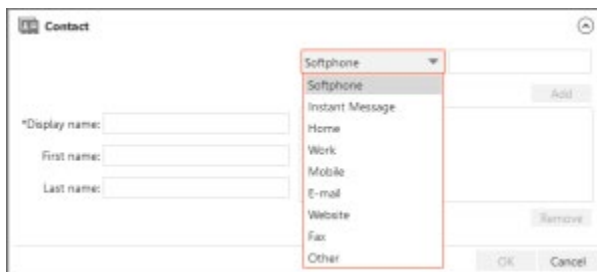 Contact
Softphone
Softphone
Add
Instant Message
*Display name:
Home
First name:
Work
Mobile
Last name:
E-mail
Website
Remove
Fax
Other
OK
Cancel